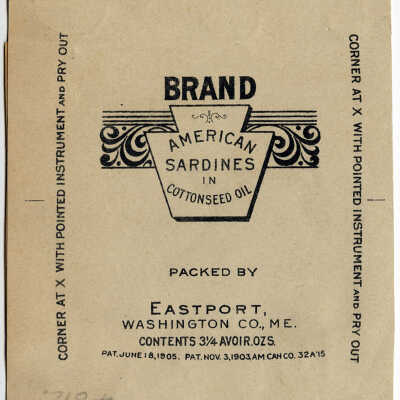 BRAND
AMERICAN
SARDINES
IN
COTTONSEED OIL
PACKED BY
EASTPORT,
WASHINGTON CO., ME.
CONTENTS 3¼ AVOIR.OZS.
PAT. JUNE 18, 1905. PAT. NOV. 3, 1903, AM CAN CO. 32A'15
CORNER AT X WITH POINTED INSTRUMENT AND PRY OUT
CORNER AT X WITH POINTED INSTRUMENT AND PRY OUT